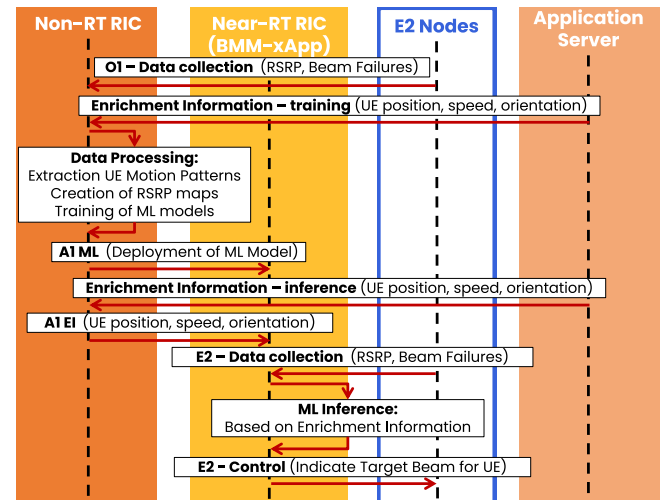 Non-RT RIC
Near-RT RIC
(BMM-xApp)
E2 Nodes
Application
Server
O1 – Data collection (RSRP, Beam Failures)
Enrichment Information – training (UE position, speed, orientation)
Data Processing:
Extraction UE Motion Patterns
Creation of RSRP maps
Training of ML models
A1 ML (Deployment of ML Model)
Enrichment Information – inference (UE position, speed, orientation)
A1 EI (UE position, speed, orientation)
E2 – Data collection (RSRP, Beam Failures)
ML Inference:
Based on Enrichment Information
E2 – Control (Indicate Target Beam for UE)